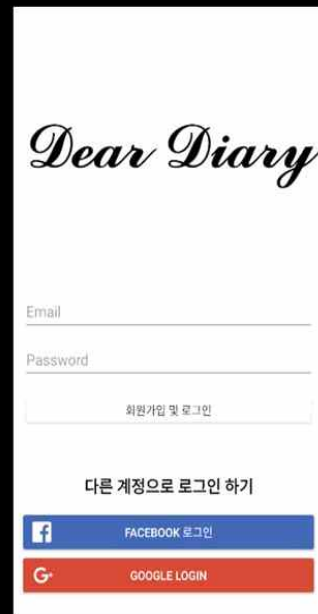 Dear Diary
Email
Password
회원가입 및 로그인
다른 계정으로 로그인 하기
FACEBOOK 로그인
GOOGLE LOGIN